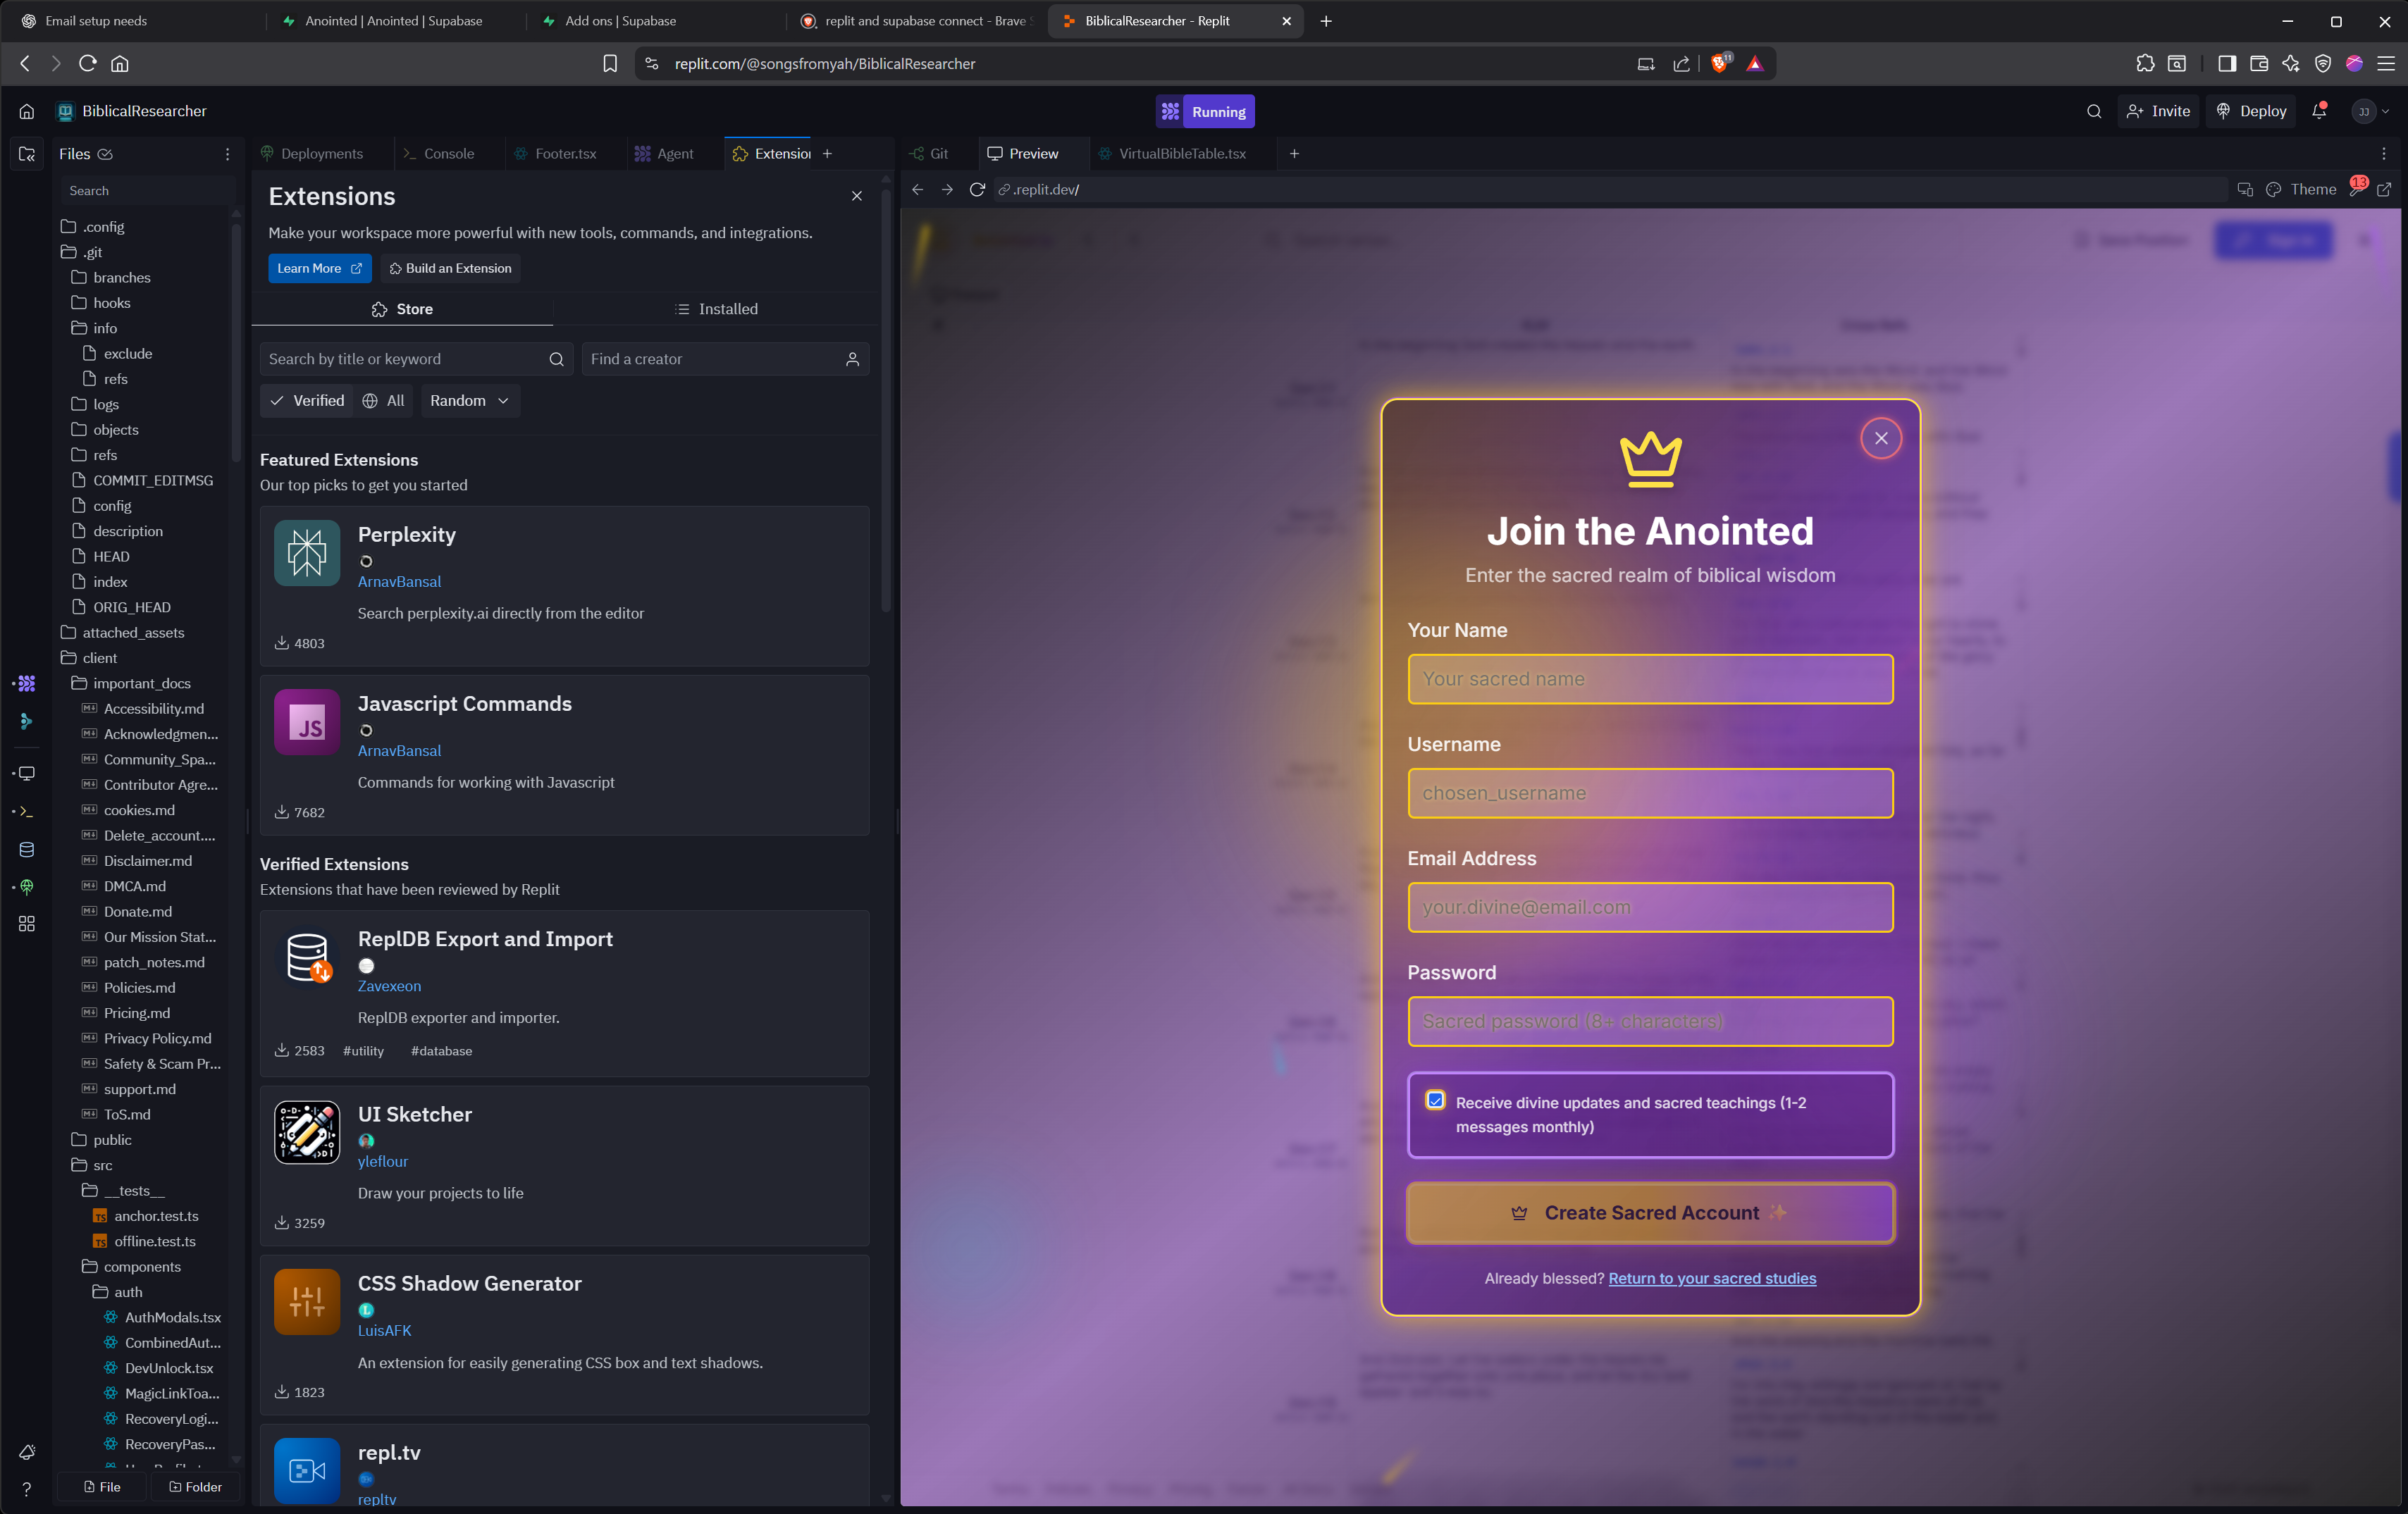 Email setup needs
Anointed | Anointed | Supabase
Add ons | Supabase
replit and supabase connect - Brave S
BiblicalResearcher - Replit
replit.com/@songsfromyah/BiblicalResearcher
11
BiblicalResearcher
Running
Invite
Deploy
JJ
Files
Search
.config
.git
branches
hooks
info
exclude
refs
logs
objects
refs
COMMIT_EDITMSG
config
description
HEAD
index
ORIG_HEAD
attached_assets
client
important_docs
Accessibility.md
Acknowledgmen...
Community_Spa...
Contributor Agre...
cookies.md
Delete_account....
Disclaimer.md
DMCA.md
Donate.md
Our Mission Stat...
patch_notes.md
Policies.md
Pricing.md
Privacy Policy.md
Safety & Scam Pr...
support.md
ToS.md
public
src
__tests__
anchor.test.ts
offline.test.ts
components
auth
AuthModals.tsx
CombinedAut...
DevUnlock.tsx
MagicLinkToa...
RecoveryLogi...
RecoveryPas...
File
Folder
Deployments
Console
Footer.tsx
Agent
Extension
Extensions
Make your workspace more powerful with new tools, commands, and integrations.
Learn More
Build an Extension
Store
Installed
Search by title or keyword
Find a creator
Verified
All
Random
Featured Extensions
Our top picks to get you started
Perplexity
ArnavBansal
Search perplexity.ai directly from the editor
4803
JS
Javascript Commands
ArnavBansal
Commands for working with Javascript
7682
Verified Extensions
Extensions that have been reviewed by Replit
ReplDB Export and Import
Zavexeon
ReplDB exporter and importer.
2583 #utility #database
UI Sketcher
yleflour
Draw your projects to life
3259
CSS Shadow Generator
L
LuisAFK
An extension for easily generating CSS box and text shadows.
1823
repl.tv
repltv
Git
Preview
VirtualBibleTable.tsx
.replit.dev/
Theme
13
Join the Anointed
Enter the sacred realm of biblical wisdom
Your Name
Your sacred name
Username
chosen_username
Email Address
your.divine@email.com
Password
Sacred password (8+ characters)
Receive divine updates and sacred teachings (1-2
messages monthly)
Create Sacred Account ✨
Already blessed? Return to your sacred studies